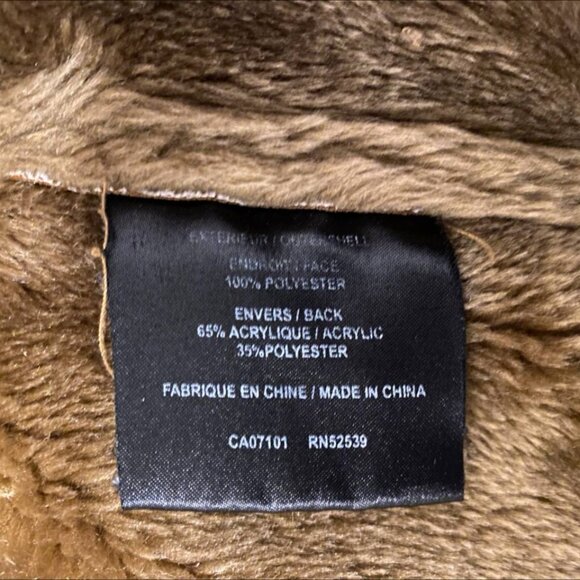 EXTERIEUR / OUTERSHELL
ENDROIT / FACE
100% POLYESTER
ENVERS / BACK
65% ACRYLIQUE / ACRYLIC
35%POLYESTER
FABRIQUE EN CHINE / MADE IN CHINA
CA07101 RN52539